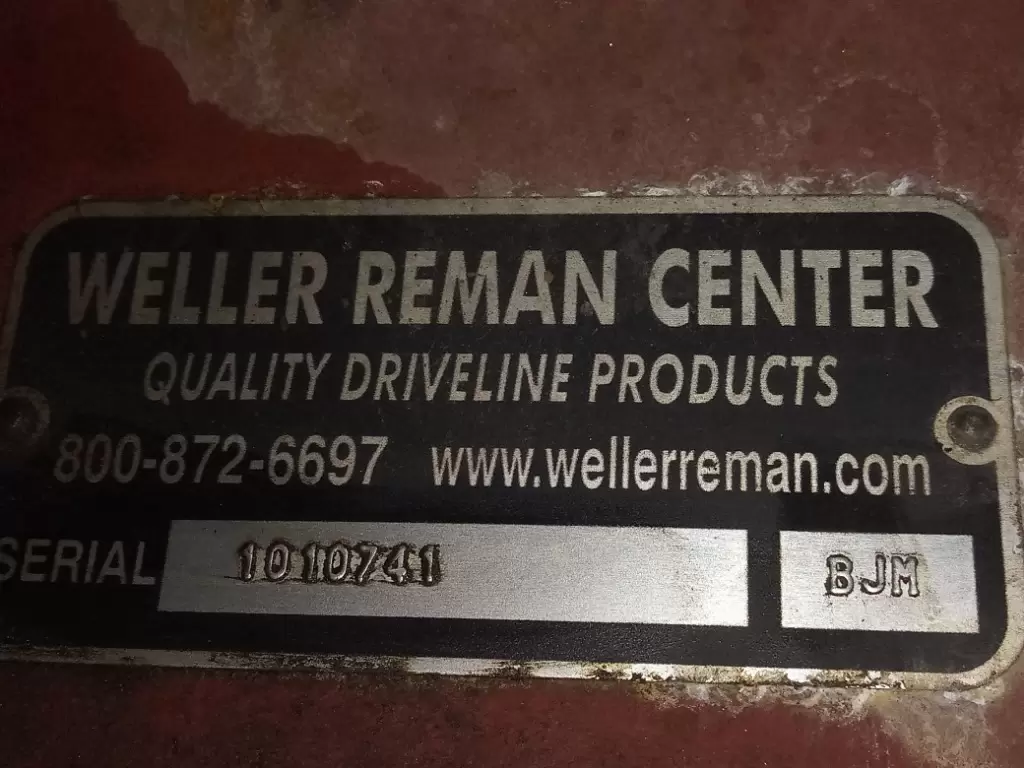 WELLER REMAN CENTER
QUALITY DRIVELINE PRODUCTS
800-872-6697 www.wellerreman.com
SERIAL 1010741 BJM